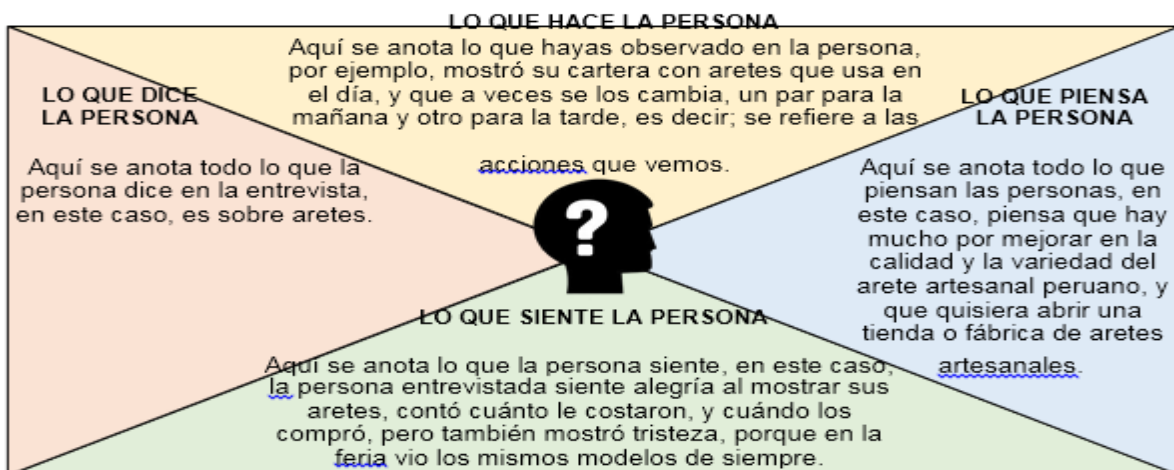 LO QUE HACE LA PERSONA
Aquí se anota lo que hayas observado en la persona,
por ejemplo, mostró su cartera con aretes que usa en
el día, y que a veces se los cambia, un par para la
mañana y otro para la tarde, es decir; se refiere a las
acciones que vemos.
LO QUE DICE
LA PERSONA
Aquí se anota todo lo que la
persona dice en la entrevista,
en este caso, es sobre aretes.
LO QUE PIENSA
LA PERSONA
Aquí se anota todo lo que
piensan las personas, en
este caso, piensa que hay
mucho por mejorar en la
calidad y la variedad del
arete artesanal peruano, y
que quisiera abrir una
tienda o fábrica de aretes
artesanales.
?
LO QUE SIENTE LA PERSONA
Aquí se anota lo que la persona siente, en este caso,
la persona entrevistada siente alegría al mostrar sus
aretes, contó cuánto le costaron, y cuándo los
compró, pero también mostró tristeza, porque en la
feria vio los mismos modelos de siempre.